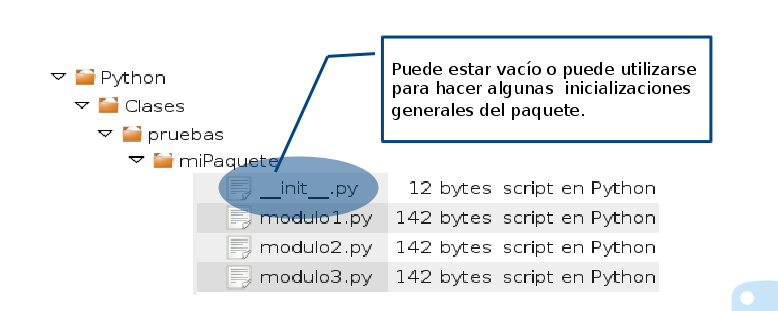 Puede estar vacío o puede utilizarse
para hacer algunas inicializaciones
generales del paquete.
Python
Clases
pruebas
miPaquete
__init__.py 12 bytes script en Python
modulo1.py 142 bytes script en Python
modulo2.py 142 bytes script en Python
modulo3.py 142 bytes script en Python